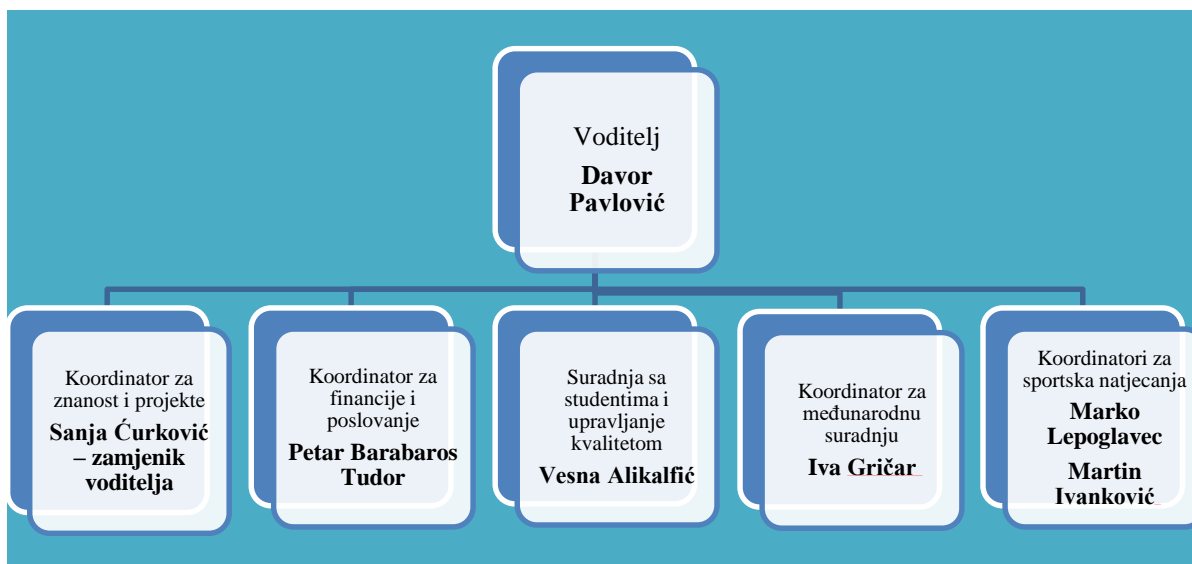 Voditelj
Davor
Pavlović
Koordinator za
znanost i projekte
Sanja Ćurković
– zamjenik
voditelja
Koordinator za
financije i
poslovanje
Petar Barabaros
Tudor
Suradnja sa
studentima i
upravljanje
kvalitetom
Vesna Alikalfić
Koordinator za
međunarodnu
suradnju
Iva Gričar
Koordinatori za
sportska natjecanja
Marko
Lepoglavec
Martin
Ivanković